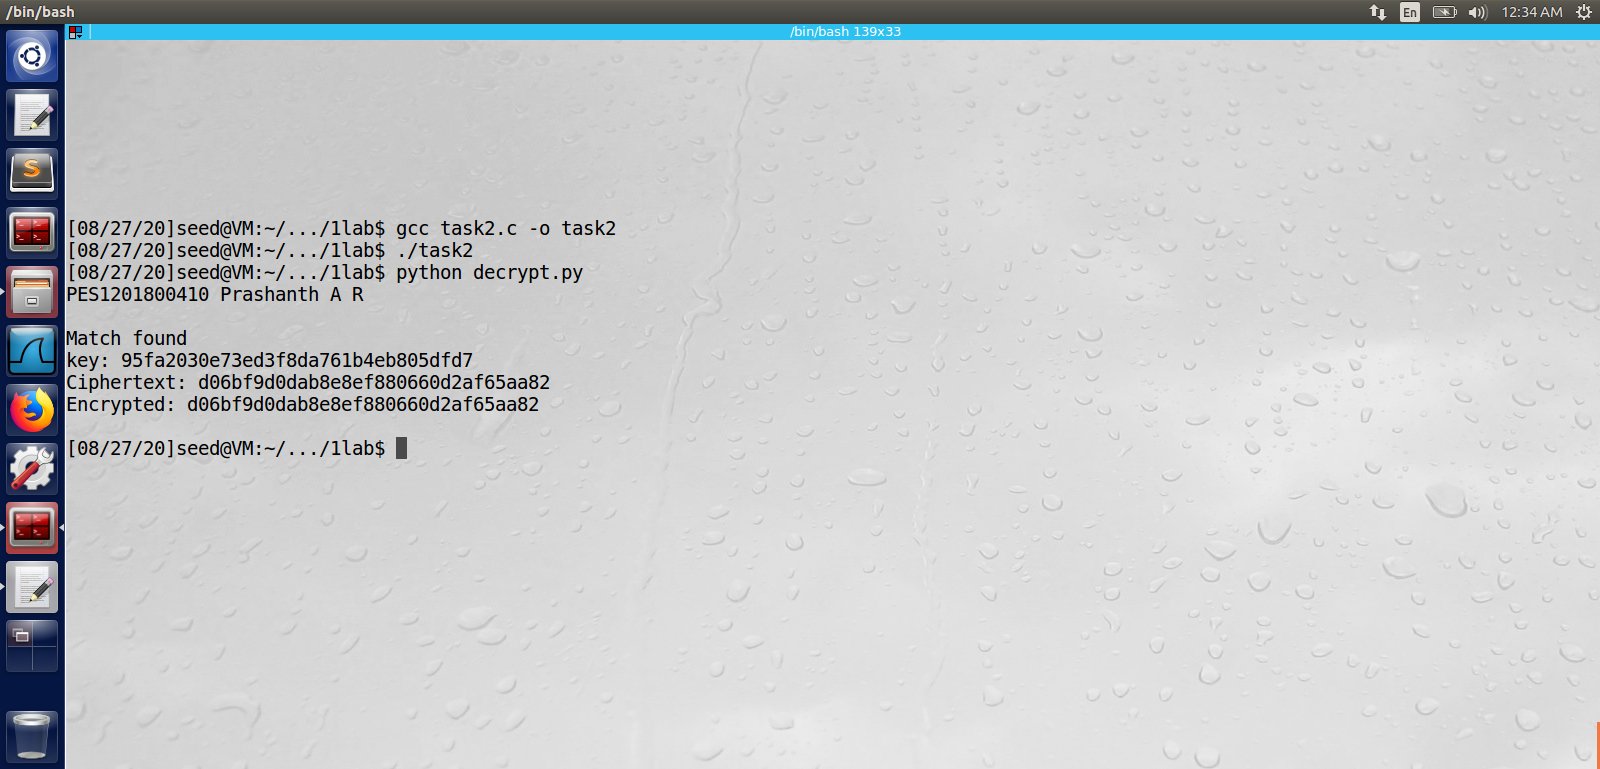 /bin/bash
En
12:34 AM
/bin/bash 139x33
[08/27/20]seed@VM:~/.../1lab$ gcc task2.c -o task2
[08/27/20]seed@VM:~/.../1lab$ ./task2
[08/27/20]seed@VM:~/.../1lab$ python decrypt.py
PES1201800410 Prashanth A R
Match found
key: 95fa2030e73ed3f8da761b4eb805dfd7
Ciphertext: d06bf9d0dab8e8ef880660d2af65aa82
Encrypted: d06bf9d0dab8e8ef880660d2af65aa82
[08/27/20]seed@VM:~/.../1lab$